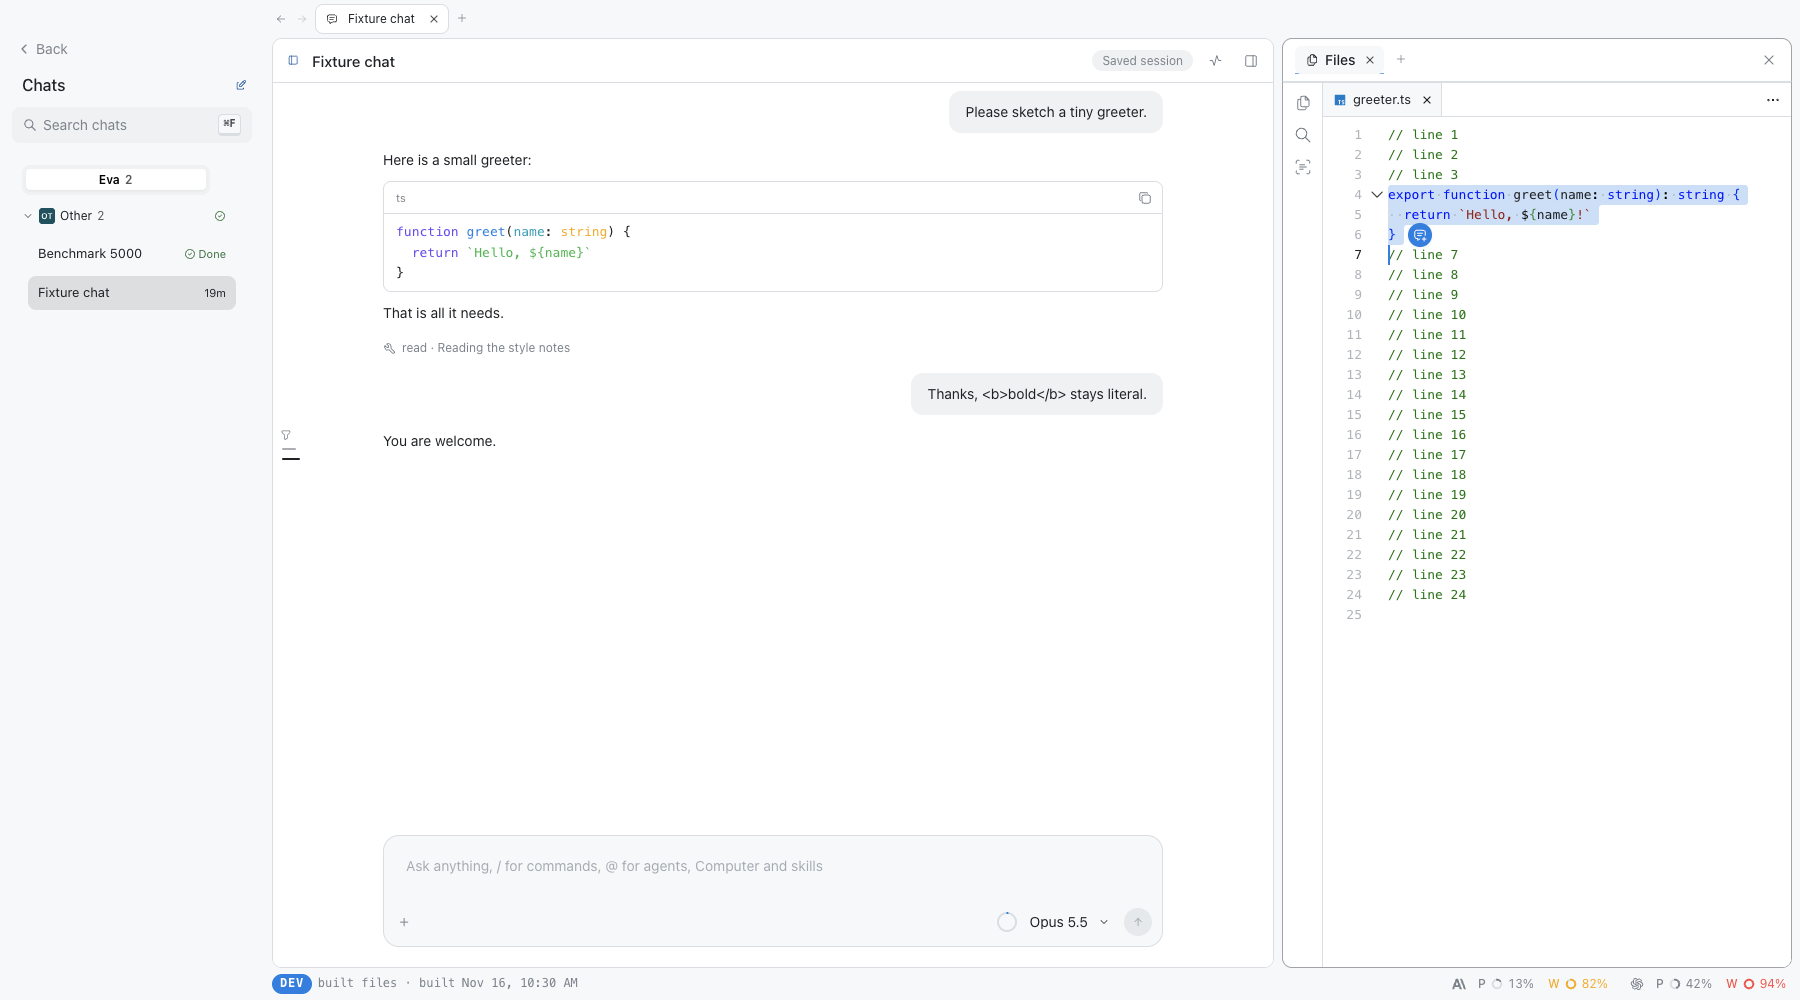 Fixture chat
Back
Chats
Search chats
⌘F
Eva 2
OT Other 2
Benchmark 5000
Done
Fixture chat
19m
Fixture chat
Saved session
Please sketch a tiny greeter.
Here is a small greeter:
ts
function greet(name: string) {
  return `Hello, ${name}`
}
That is all it needs.
read · Reading the style notes
Thanks, <b>bold</b> stays literal.
You are welcome.
Ask anything, / for commands, @ for agents, Computer and skills
Opus 5.5
Files
TS greeter.ts
1 // line 1
2 // line 2
3 // line 3
4 export function greet(name: string): string {
5   return `Hello, ${name}!`
6 }
7 // line 7
8 // line 8
9 // line 9
10 // line 10
11 // line 11
12 // line 12
13 // line 13
14 // line 14
15 // line 15
16 // line 16
17 // line 17
18 // line 18
19 // line 19
20 // line 20
21 // line 21
22 // line 22
23 // line 23
24 // line 24
25
DEV built files · built Nov 16, 10:30 AM
P 13% W 82% P 42% W 94%